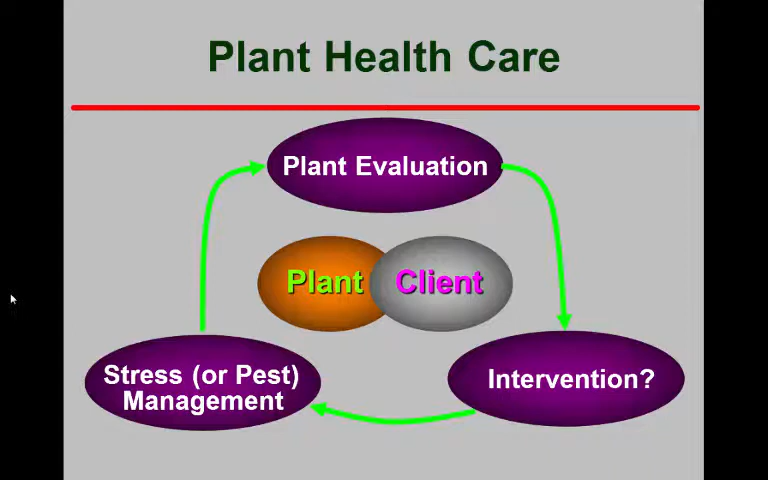 Plant Health Care
Plant Evaluation
Plant
Client
Stress (or Pest)
Management
Intervention?